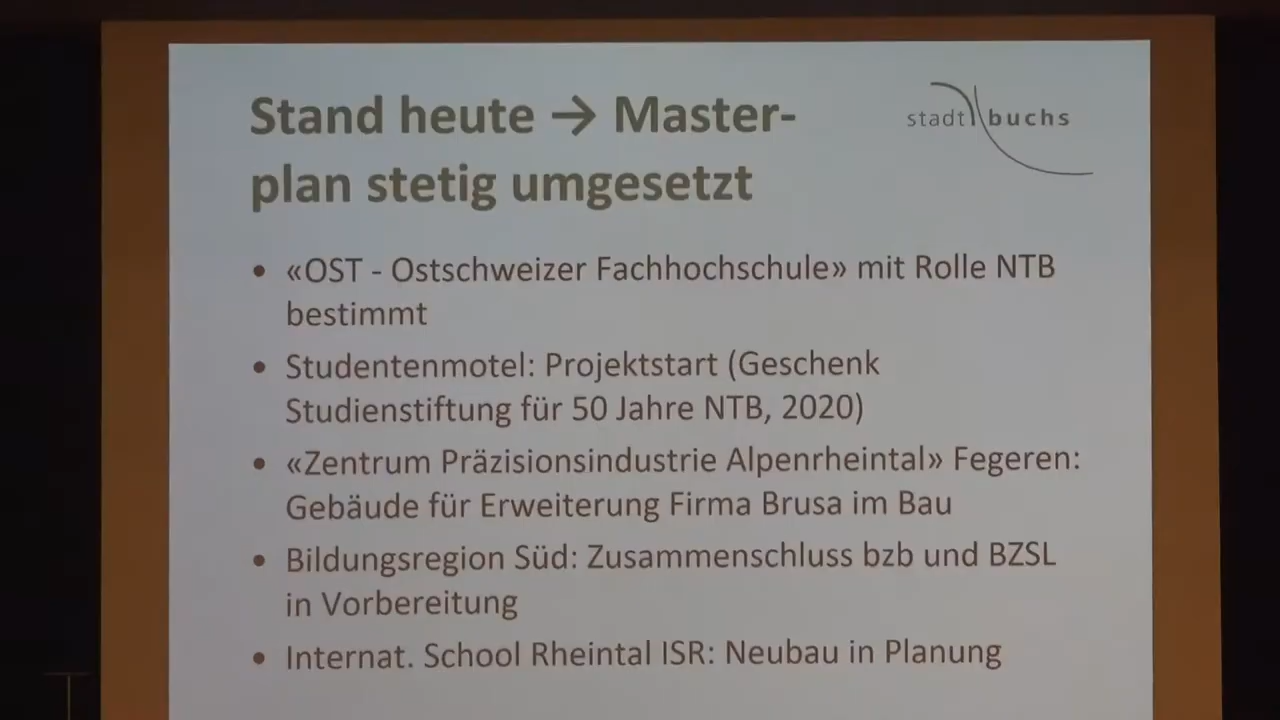 Stand heute → Master-
plan stetig umgesetzt
stadt buchs
• «OST - Ostschweizer Fachhochschule» mit Rolle NTB
bestimmt
• Studentenmotel: Projektstart (Geschenk
Studienstiftung für 50 Jahre NTB, 2020)
• «Zentrum Präzisionsindustrie Alpenrheintal» Fegeren:
Gebäude für Erweiterung Firma Brusa im Bau
• Bildungsregion Süd: Zusammenschluss bzb und BZSL
in Vorbereitung
• Internat. School Rheintal ISR: Neubau in Planung